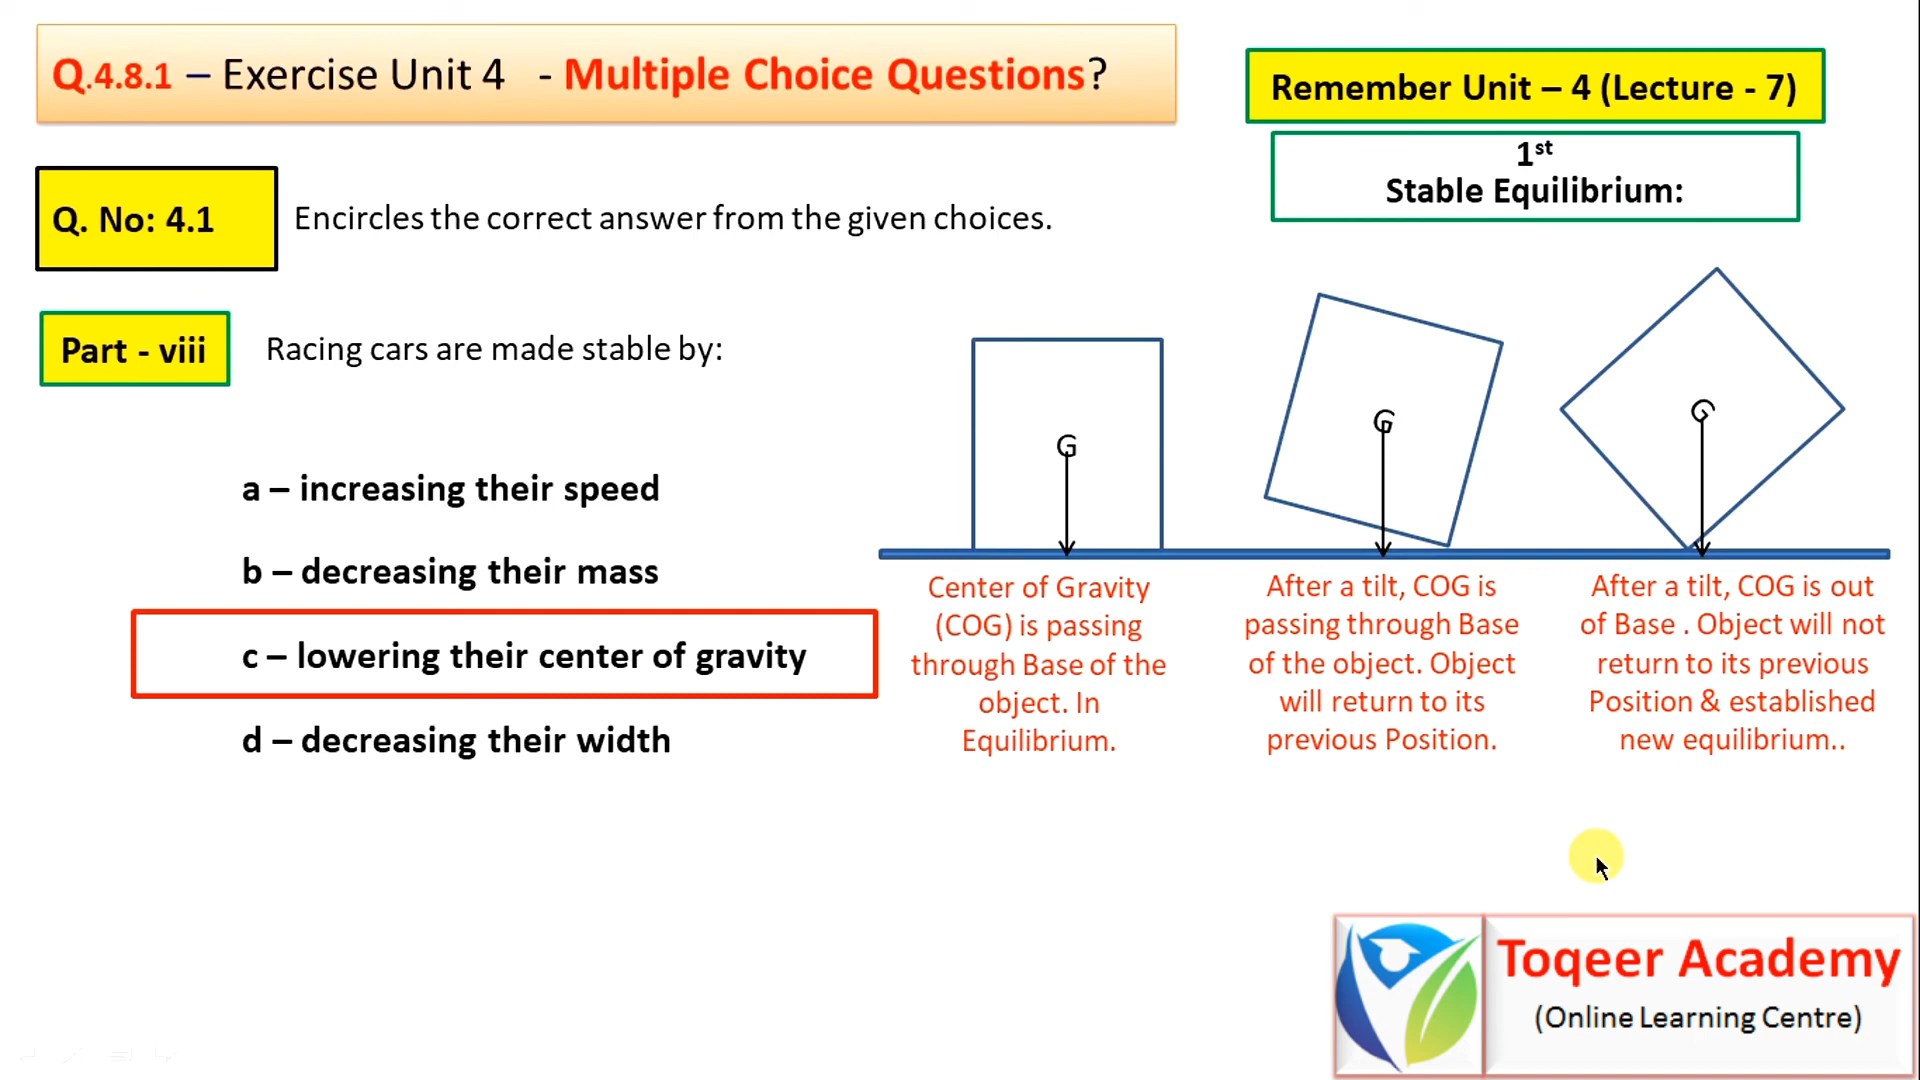 Q.4.8.1 – Exercise Unit 4 - Multiple Choice Questions?
Remember Unit – 4 (Lecture - 7)
1st
Stable Equilibrium:
Q. No: 4.1
Encircles the correct answer from the given choices.
Part - viii
Racing cars are made stable by:
a – increasing their speed
b – decreasing their mass
c – lowering their center of gravity
d – decreasing their width
G
G
G
Center of Gravity
(COG) is passing
through Base of the
object. In
Equilibrium.
After a tilt, COG is
passing through Base
of the object. Object
will return to its
previous Position.
After a tilt, COG is out
of Base . Object will not
return to its previous
Position & established
new equilibrium..
Toqeer Academy
(Online Learning Centre)